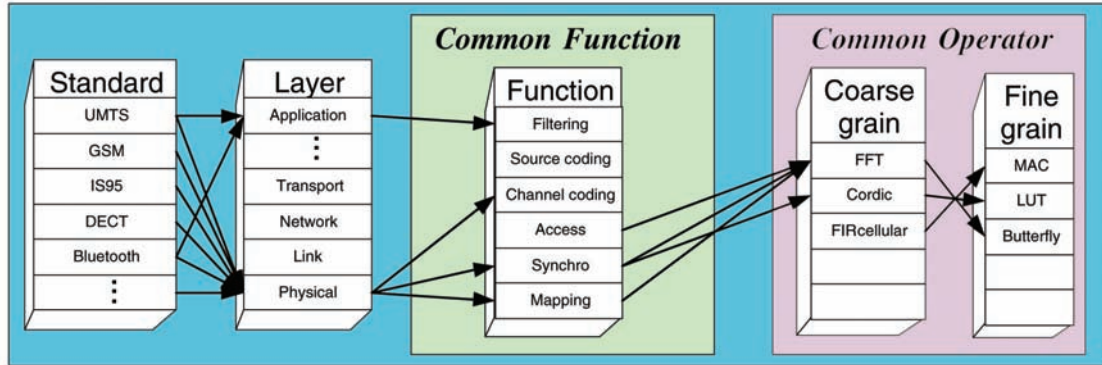 Common Function
Common Operator
Standard
UMTS
GSM
IS95
DECT
Bluetooth
Layer
Application
Transport
Network
Link
Physical
Function
Filtering
Source coding
Channel coding
Access
Synchro
Mapping
Coarse
grain
FFT
Cordic
FIRcellular
Fine
grain
MAC
LUT
Butterfly